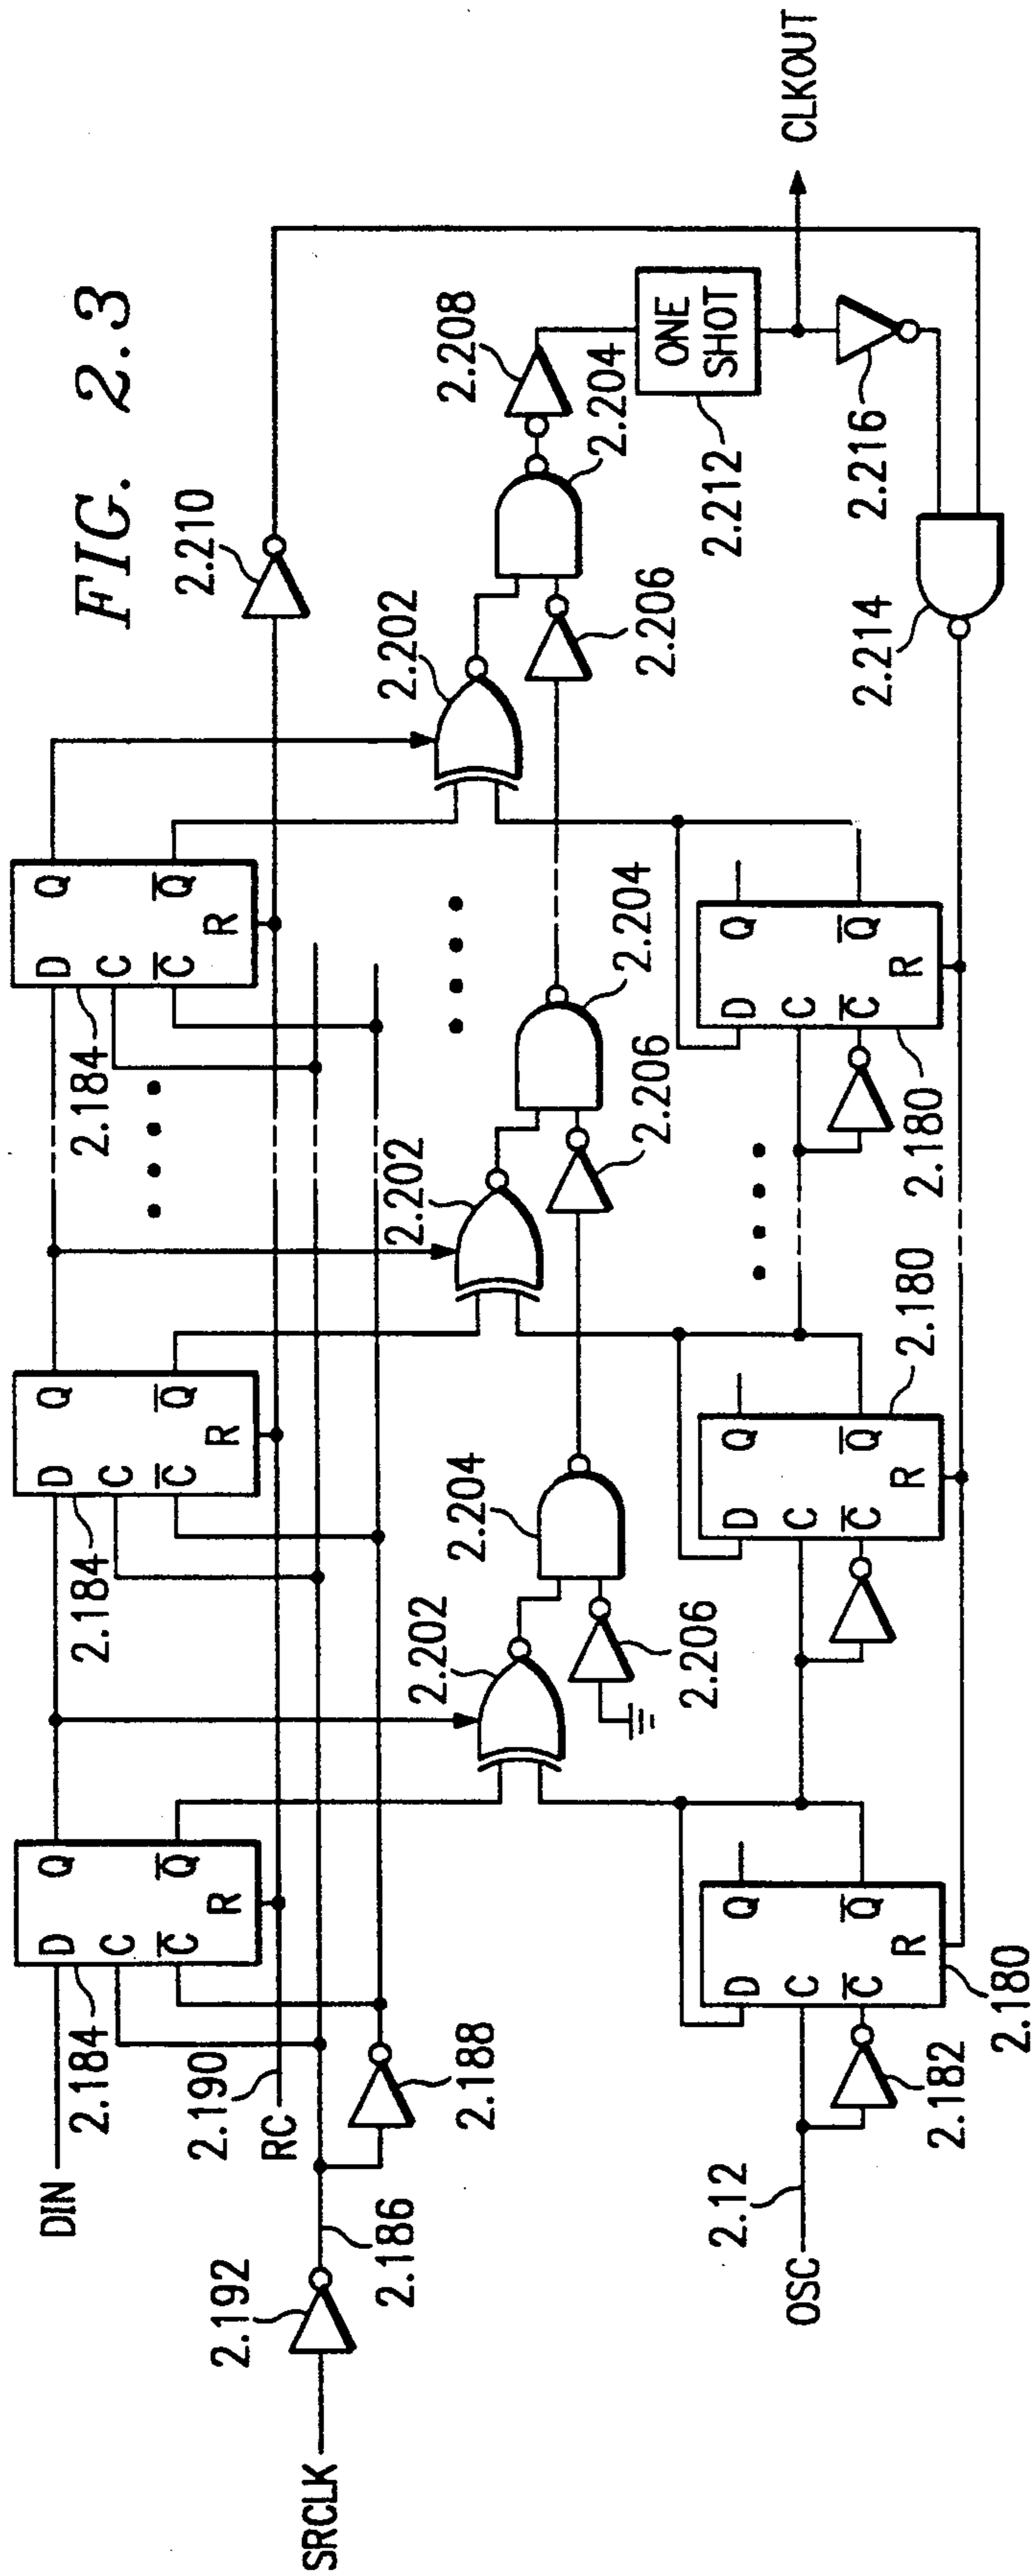 FIG. 2.3
DIN
2.184
D
C
C̅
Q
Q̅
R
2.184
D
C
C̅
Q
Q̅
R
2.184
D
C
C̅
Q
Q̅
R
2.190
RC
2.210
SRCLK
2.192
2.186
2.188
2.202
2.204
2.206
2.202
2.204
2.206
2.202
2.204
2.206
2.208
ONE
SHOT
2.212
CLKOUT
2.216
2.214
OSC
2.12
2.182
D
C
C̅
Q
Q̅
R
2.180
D
C
C̅
Q
Q̅
R
2.180
D
C
C̅
Q
Q̅
R
2.180